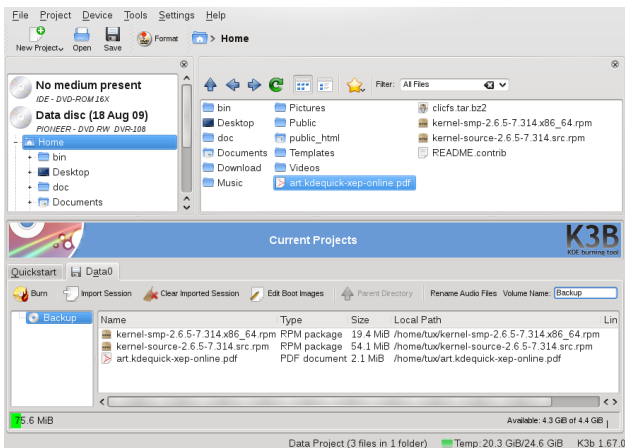 File Project Device Tools Settings Help
New Project Open Save Format > Home
No medium present
IDE - DVD-ROM 16X
Data disc (18 Aug 09)
PIONEER - DVD RW DVR-108
Home
bin
Desktop
doc
Documents
Filter: All Files
bin Pictures clicfs.tar.bz2
Desktop Public kernel-smp-2.6.5-7.314.x86_64.rpm
doc public_html kernel-source-2.6.5-7.314.src.rpm
Documents Templates README.contrib
Download Videos
Music art.kdequick-xep-online.pdf
Current Projects
K3B
KDE burning tool
Quickstart Data0
Burn Import Session Clear Imported Session Edit Boot Images Parent Directory Rename Audio Files Volume Name: Backup
Backup
Name Type Size Local Path Lin
kernel-smp-2.6.5-7.314.x86_64.rpm RPM package 19.4 MiB /home/tux/kernel-smp-2.6.5-7.314.x86_64.rpm
kernel-source-2.6.5-7.314.src.rpm RPM package 54.1 MiB /home/tux/kernel-source-2.6.5-7.314.src.rpm
art.kdequick-xep-online.pdf PDF document 2.1 MiB /home/tux/art.kdequick-xep-online.pdf
75.6 MiB Available: 4.3 GiB of 4.4 GiB
Data Project (3 files in 1 folder) Temp: 20.3 GiB/24.6 GiB K3b 1.67.0